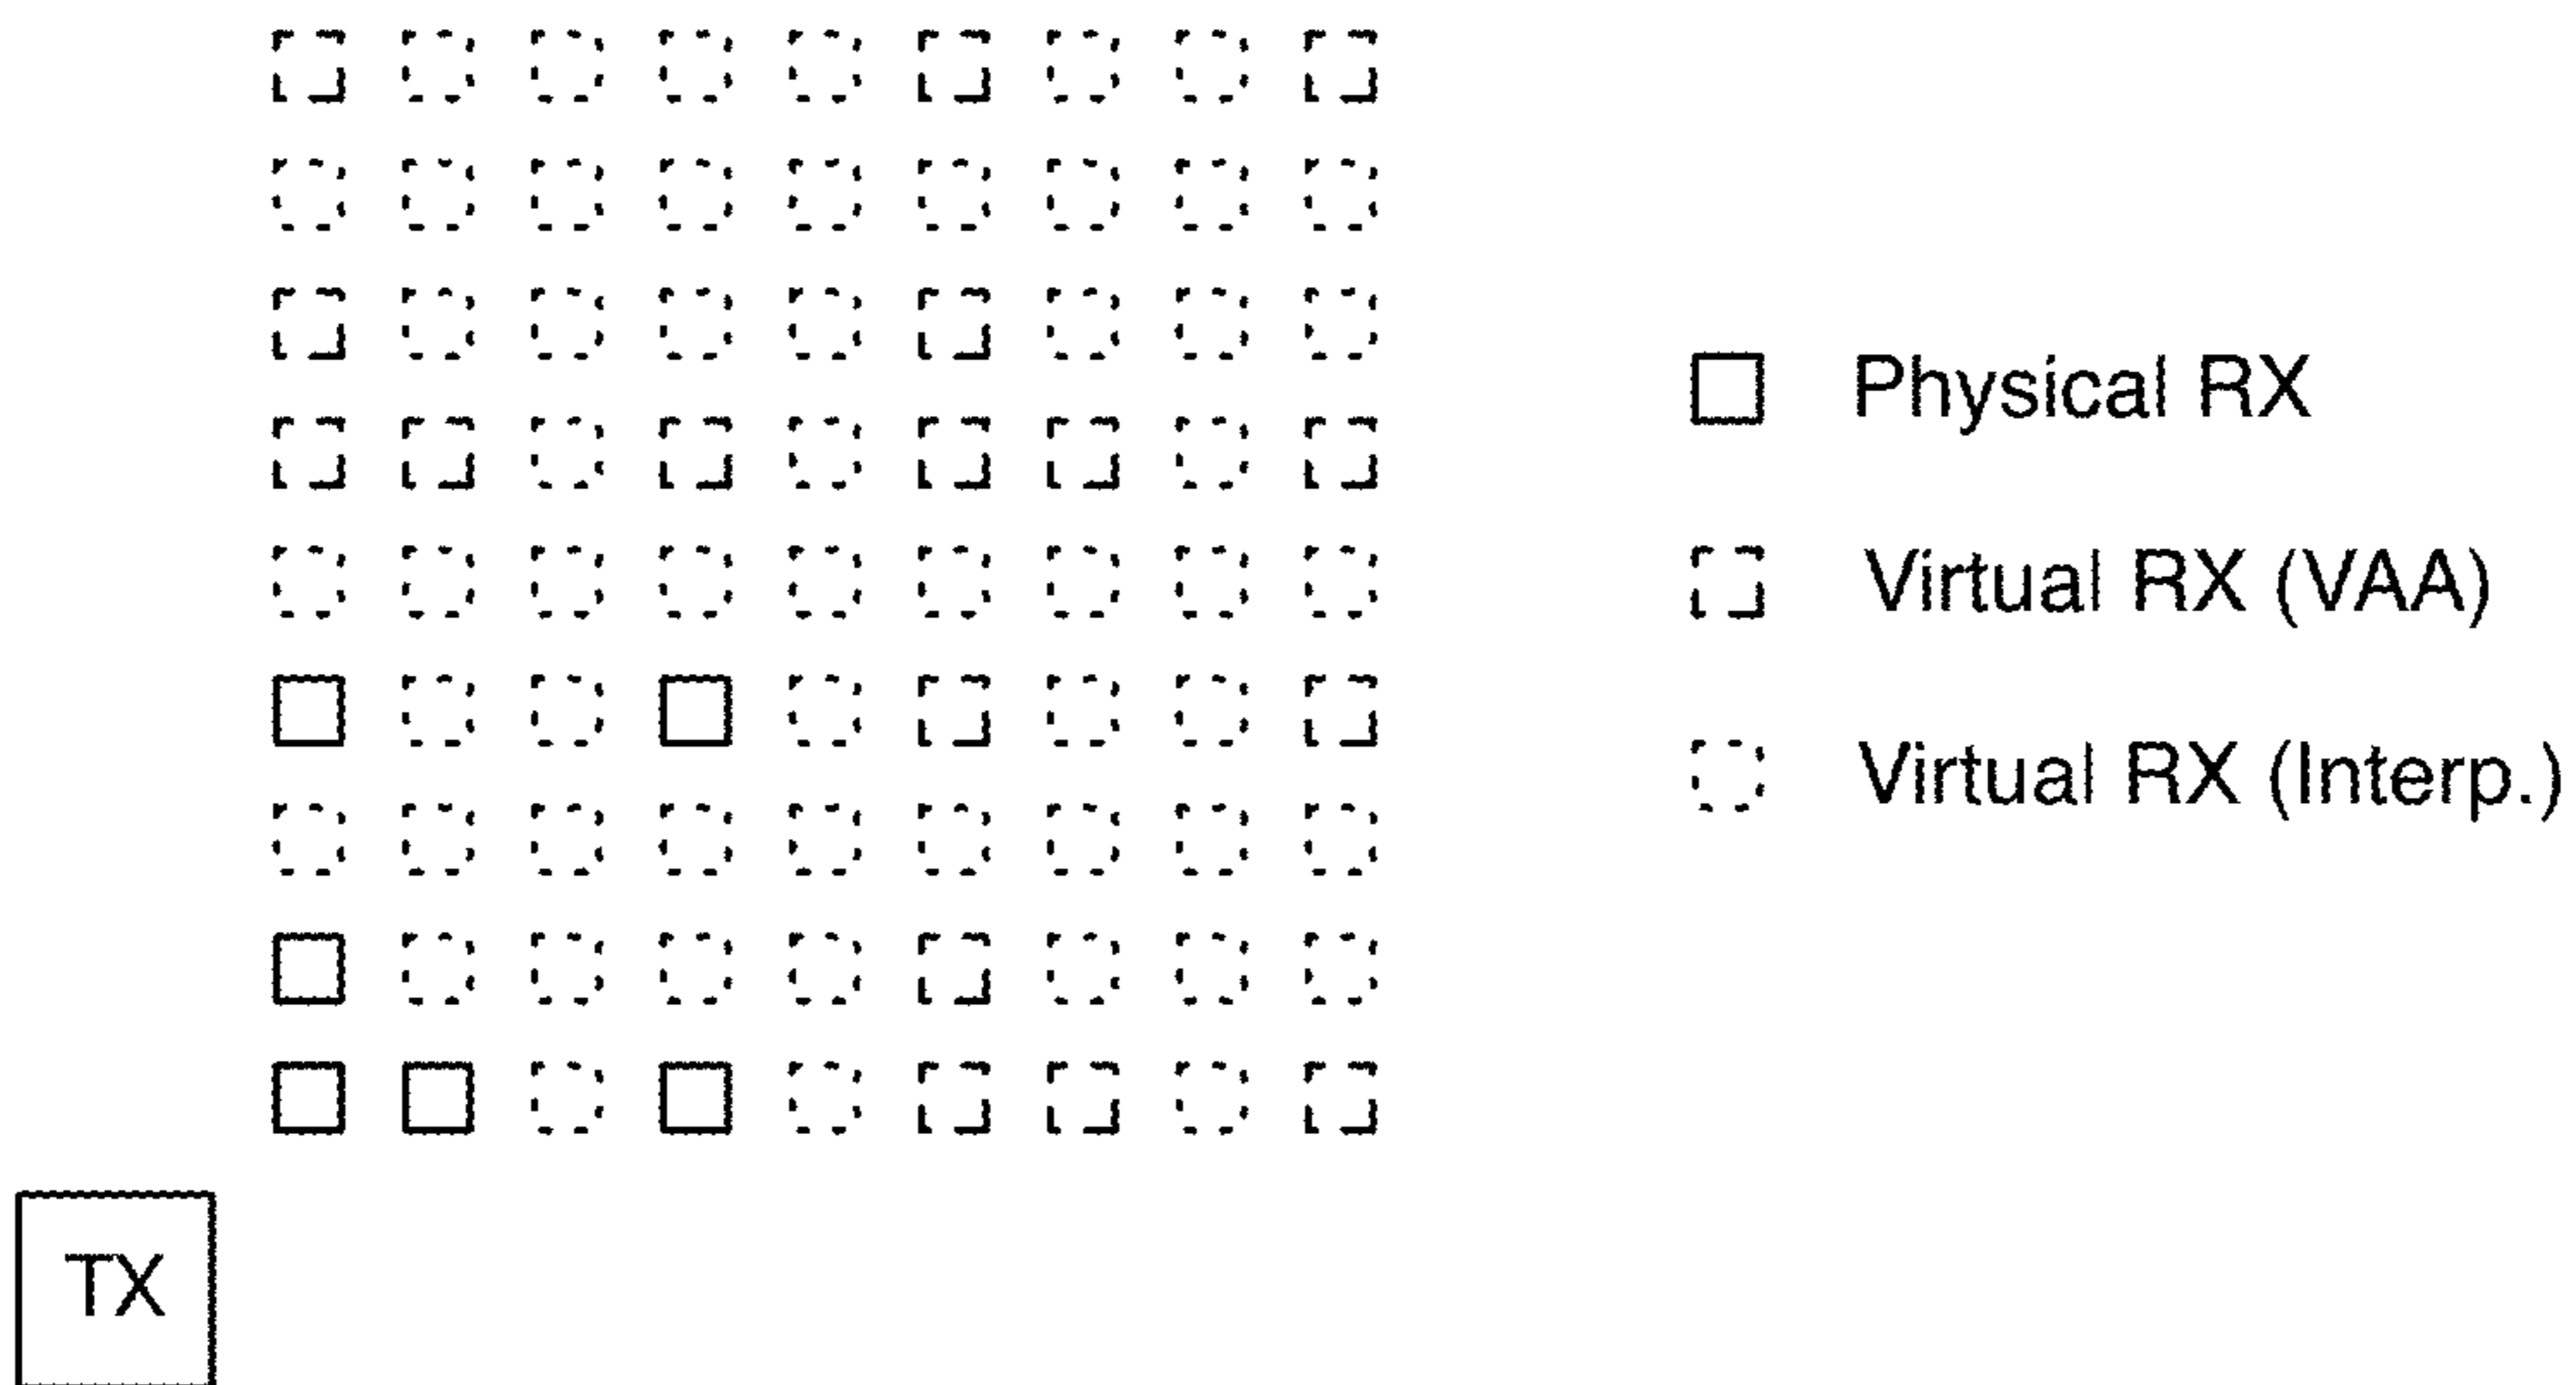 Physical RX
Virtual RX (VAA)
Virtual RX (Interp.)
TX